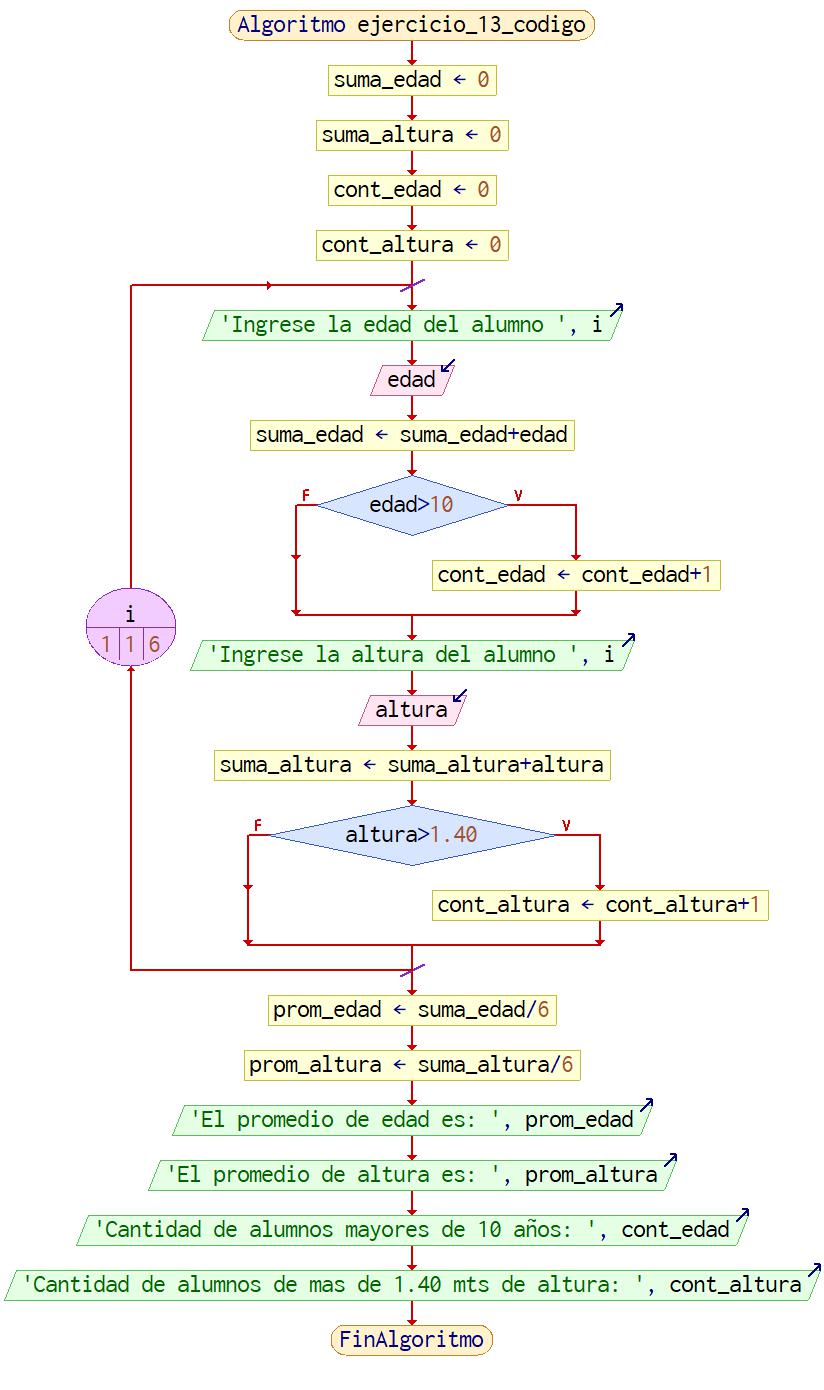 Algoritmo ejercicio_13_codigo
suma_edad ← 0
suma_altura ← 0
cont_edad ← 0
cont_altura ← 0
'Ingrese la edad del alumno ', i
edad
suma_edad ← suma_edad+edad
F
edad>10
V
cont_edad ← cont_edad+1
i
1 1 6
'Ingrese la altura del alumno ', i
altura
suma_altura ← suma_altura+altura
F
altura>1.40
V
cont_altura ← cont_altura+1
prom_edad ← suma_edad/6
prom_altura ← suma_altura/6
'El promedio de edad es: ', prom_edad
'El promedio de altura es: ', prom_altura
'Cantidad de alumnos mayores de 10 años: ', cont_edad
'Cantidad de alumnos de mas de 1.40 mts de altura: ', cont_altura
FinAlgoritmo